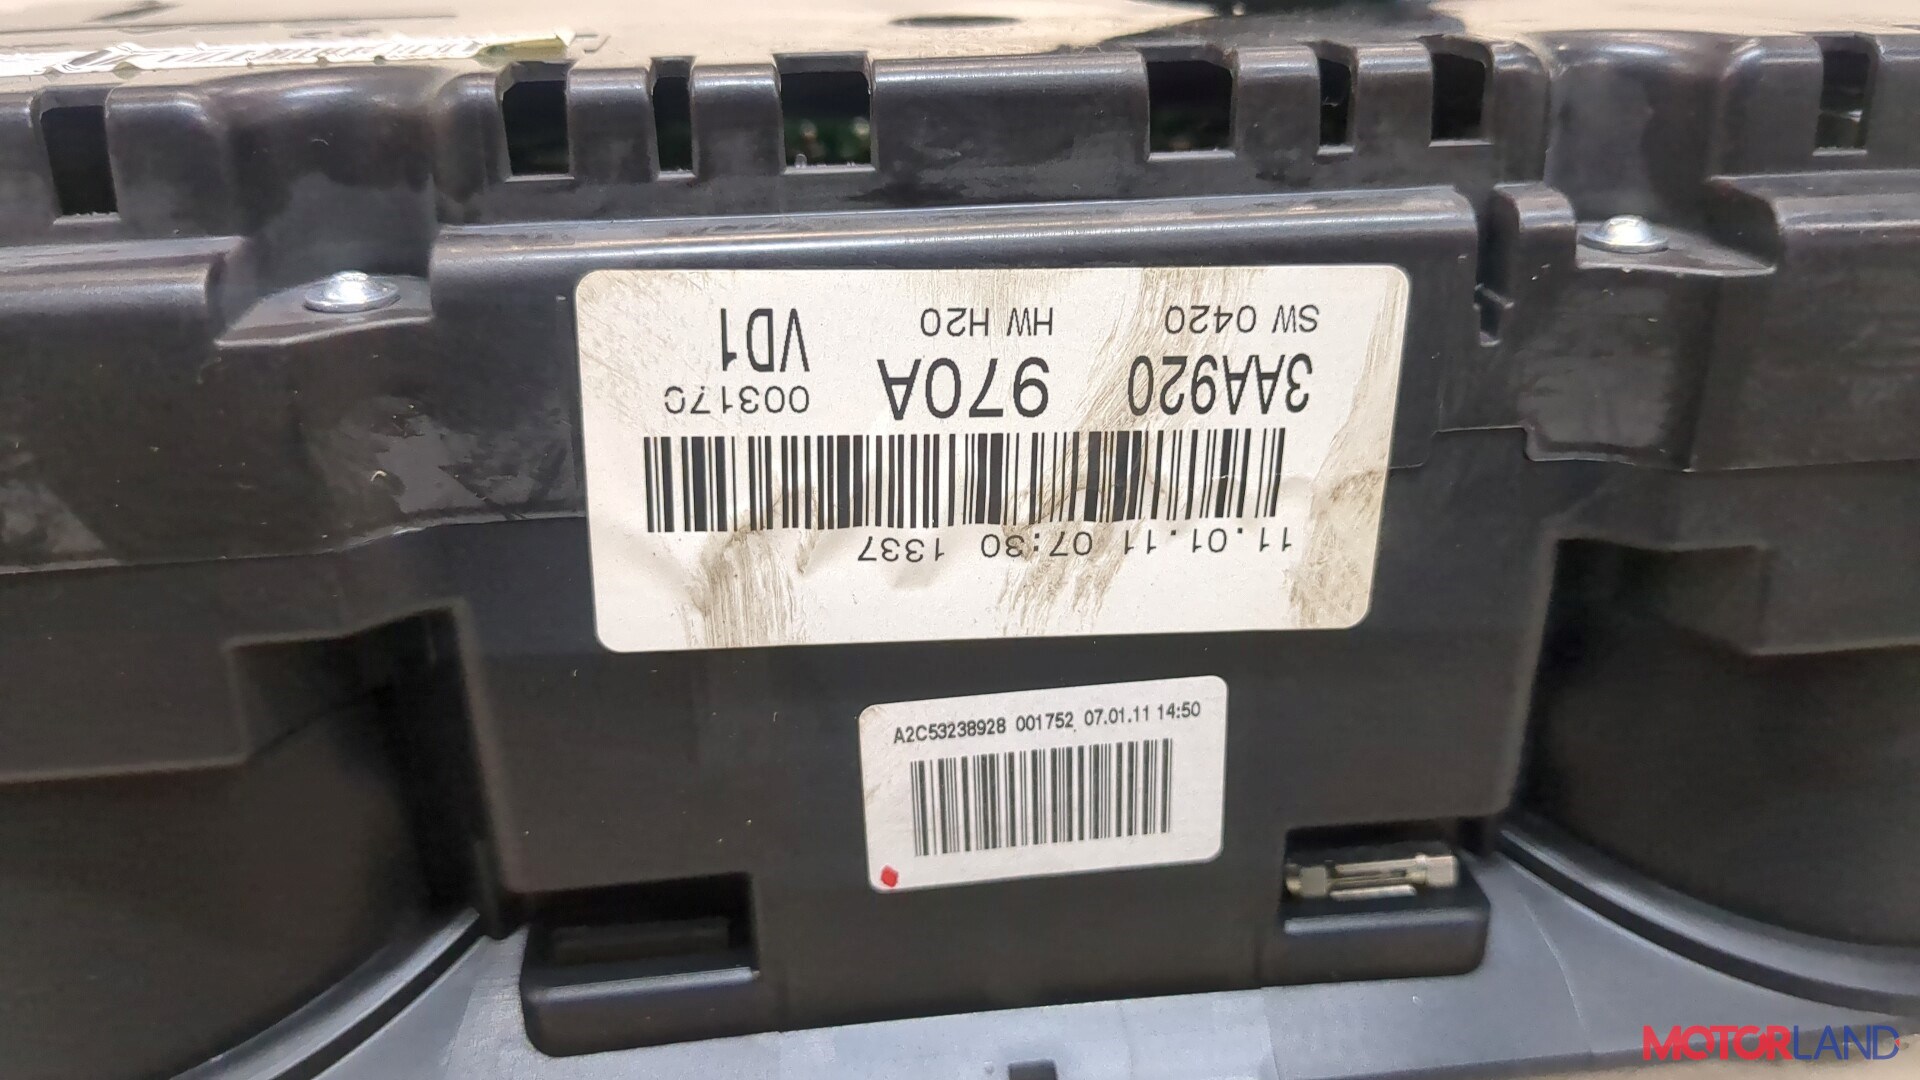 11.01.11 07:30 1337
3AA920 970A 003170
SW 0420 HW H20 VD1
A2C53238928 001752 07.01.11 14:50
MOTORLAND